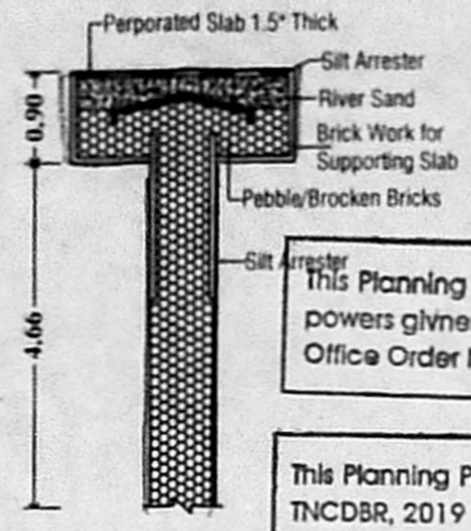 Perporated Slab 1.5" Thick
Silt Arrester
River Sand
Brick Work for
Supporting Slab
Pebble/Brocken Bricks
Silt Arrester
0.90
4.66
This Planning
powers givne
Office Order
This Planning P
TNCDBR, 2019